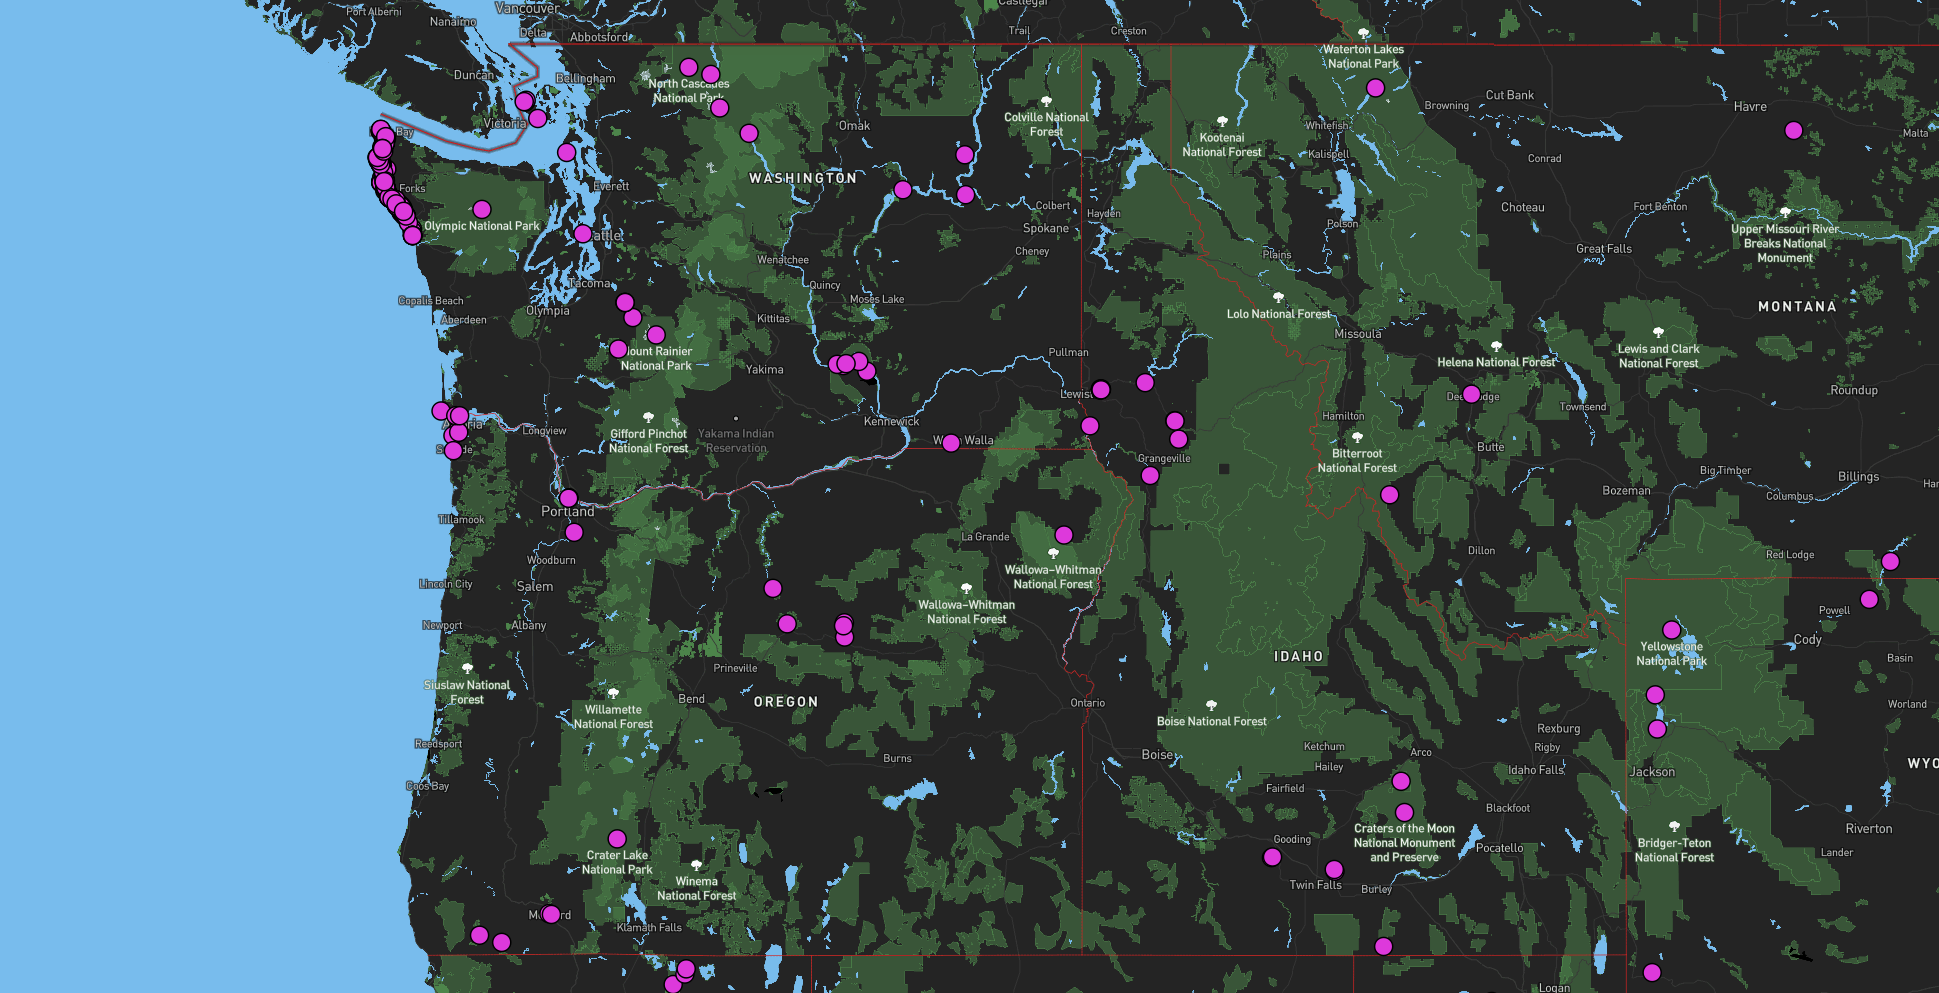 Port Alberni
Vancouver
Nanaimo
Delta
Abbotsford
Castlegar
Trail
Creston
Waterton Lakes
National Park
Duncan
Bellingham
North Cascades
National Park
Cut Bank
Browning
Havre
Malta
Colville National
Forest
Kootenai
National Forest
Whitefish
Kalispell
Conrad
Victoria
Bay
Omak
WASHINGTON
Everett
Forks
Colbert
Hayden
Choteau
Fort Benton
Olympic National Park
Spokane
Polson
Upper Missouri River
Breaks National
Monument
Cheney
Plains
Great Falls
Wenatchee
Tacoma
Quincy
Moses Lake
Copalis Beach
Olympia
Aberdeen
Kittitas
Lolo National Forest
Missoula
MONTANA
Pullman
Helena National Forest
Lewis and Clark
National Forest
National Park
Yakima
Roundup
Townsend
Longview
Gifford Pinchot
National Forest
Yakama Indian
Reservation
Kennewick
Hamilton
Grangeville
Bitterroot
National Forest
Butte
Big Timber
Billings
Bozeman
Columbus
Portland
Tillamook
La Grande
Dillon
Red Lodge
Woodburn
Wallowa–Whitman
National Forest
Lincoln City
Salem
Wallowa–Whitman
National Forest
Powell
Newport
Albany
Cody
Yellowstone
National Park
Basin
IDAHO
Prineville
Siuslaw National
Forest
Bend
OREGON
Willamette
National Forest
Ontario
Boise National Forest
Worland
Reedsport
Burns
Boise
Ketchum
Hailey
Arco
Rexburg
Rigby
Idaho Falls
Jackson
WYO
Coos Bay
Fairfield
Blackfoot
Craters of the Moon
National Monument
and Preserve
Gooding
Pocatello
Riverton
Bridger-Teton
National Forest
Lander
Crater Lake
National Park
Winema
National Forest
Twin Falls
Burley
Klamath Falls
Logan